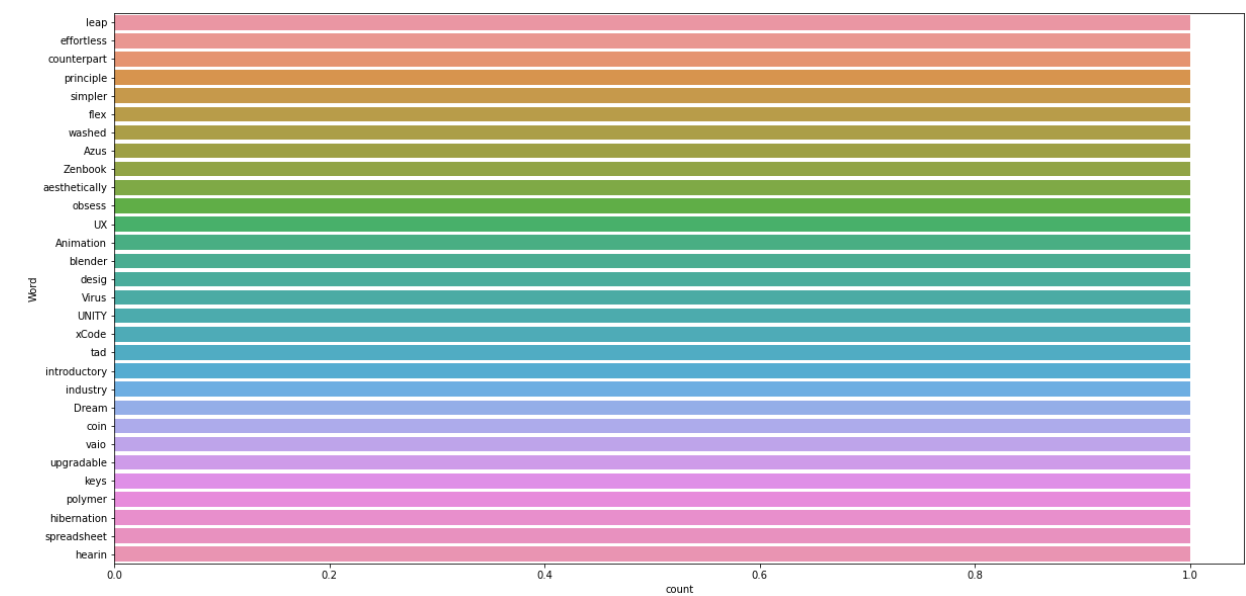 leap
effortless
counterpart
principle
simpler
flex
washed
Azus
Zenbook
aesthetically
obsess
UX
Animation
blender
desig
Virus
UNITY
xCode
tad
introductory
industry
Dream
coin
vaio
upgradable
keys
polymer
hibernation
spreadsheet
hearin
Word
0.0 0.2 0.4 0.6 0.8 1.0
count